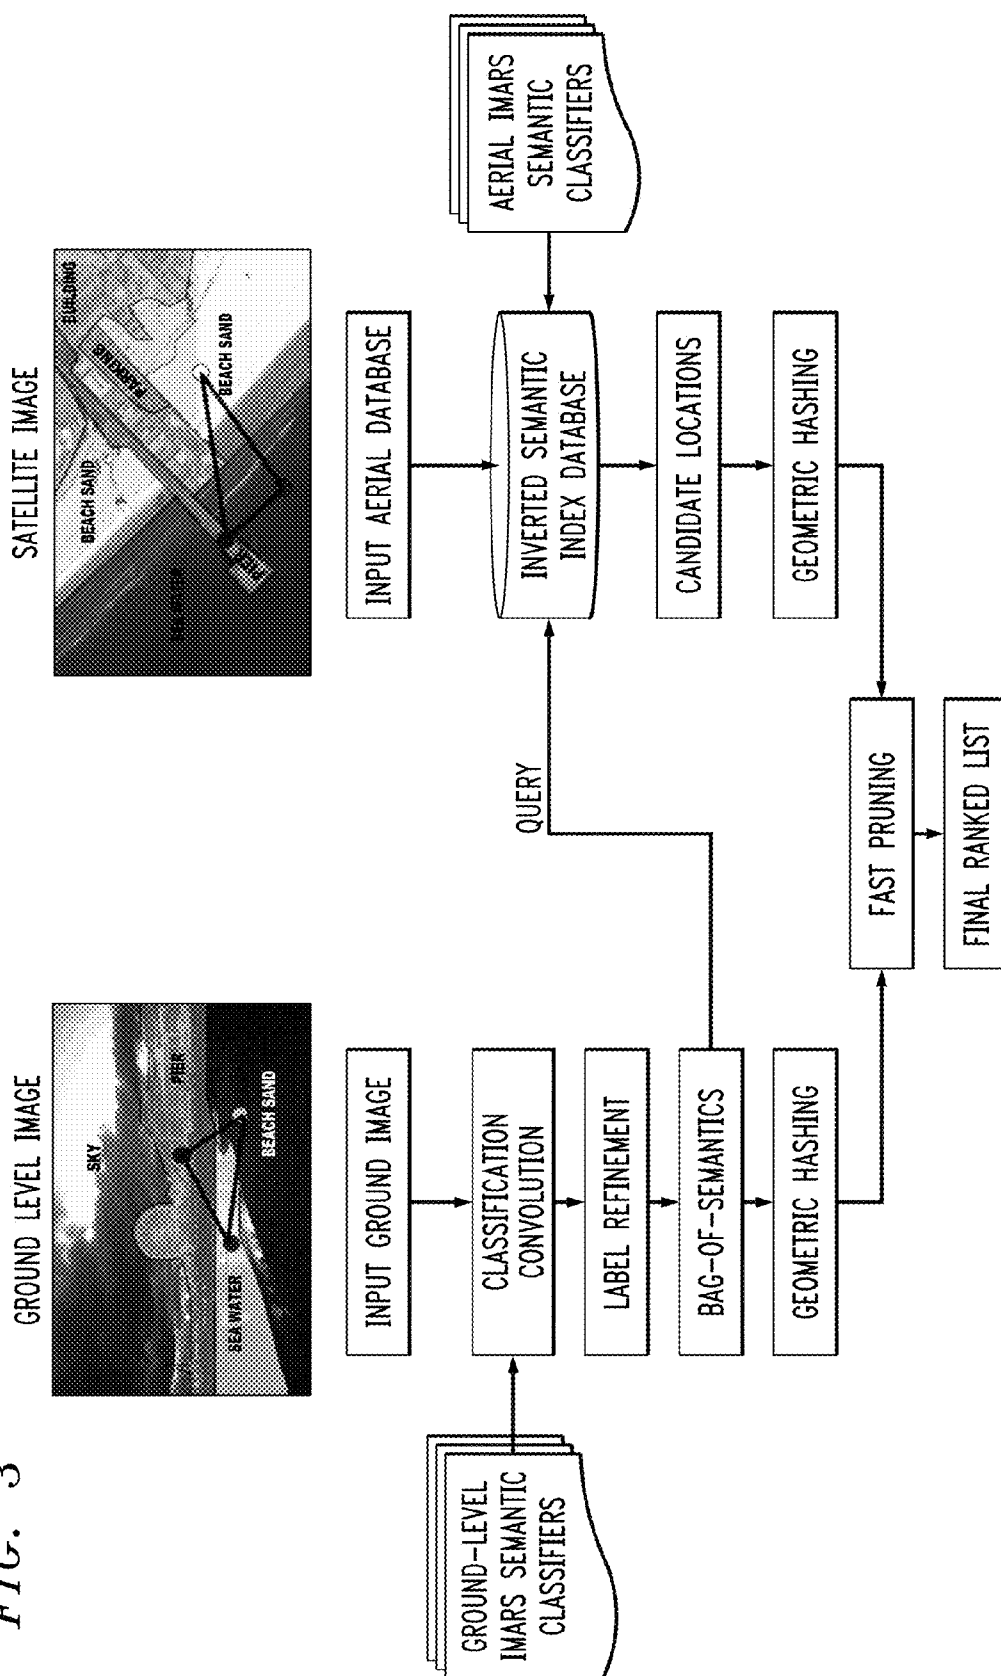 FIG. 3
GROUND LEVEL IMAGE
SKY
PIER
SEA WATER
BEACH SAND
SATELLITE IMAGE
BUILDING
BEACH SAND
PARKING
BEACH SAND
PIER
SEA WATER
GROUND-LEVEL
IMARS SEMANTIC
CLASSIFIERS
INPUT GROUND IMAGE
CLASSIFICATION
CONVOLUTION
LABEL REFINEMENT
BAG-OF-SEMANTICS
GEOMETRIC HASHING
QUERY
INPUT AERIAL DATABASE
INVERTED SEMANTIC
INDEX DATABASE
CANDIDATE LOCATIONS
GEOMETRIC HASHING
AERIAL IMARS
SEMANTIC
CLASSIFIERS
FAST PRUNING
FINAL RANKED LIST